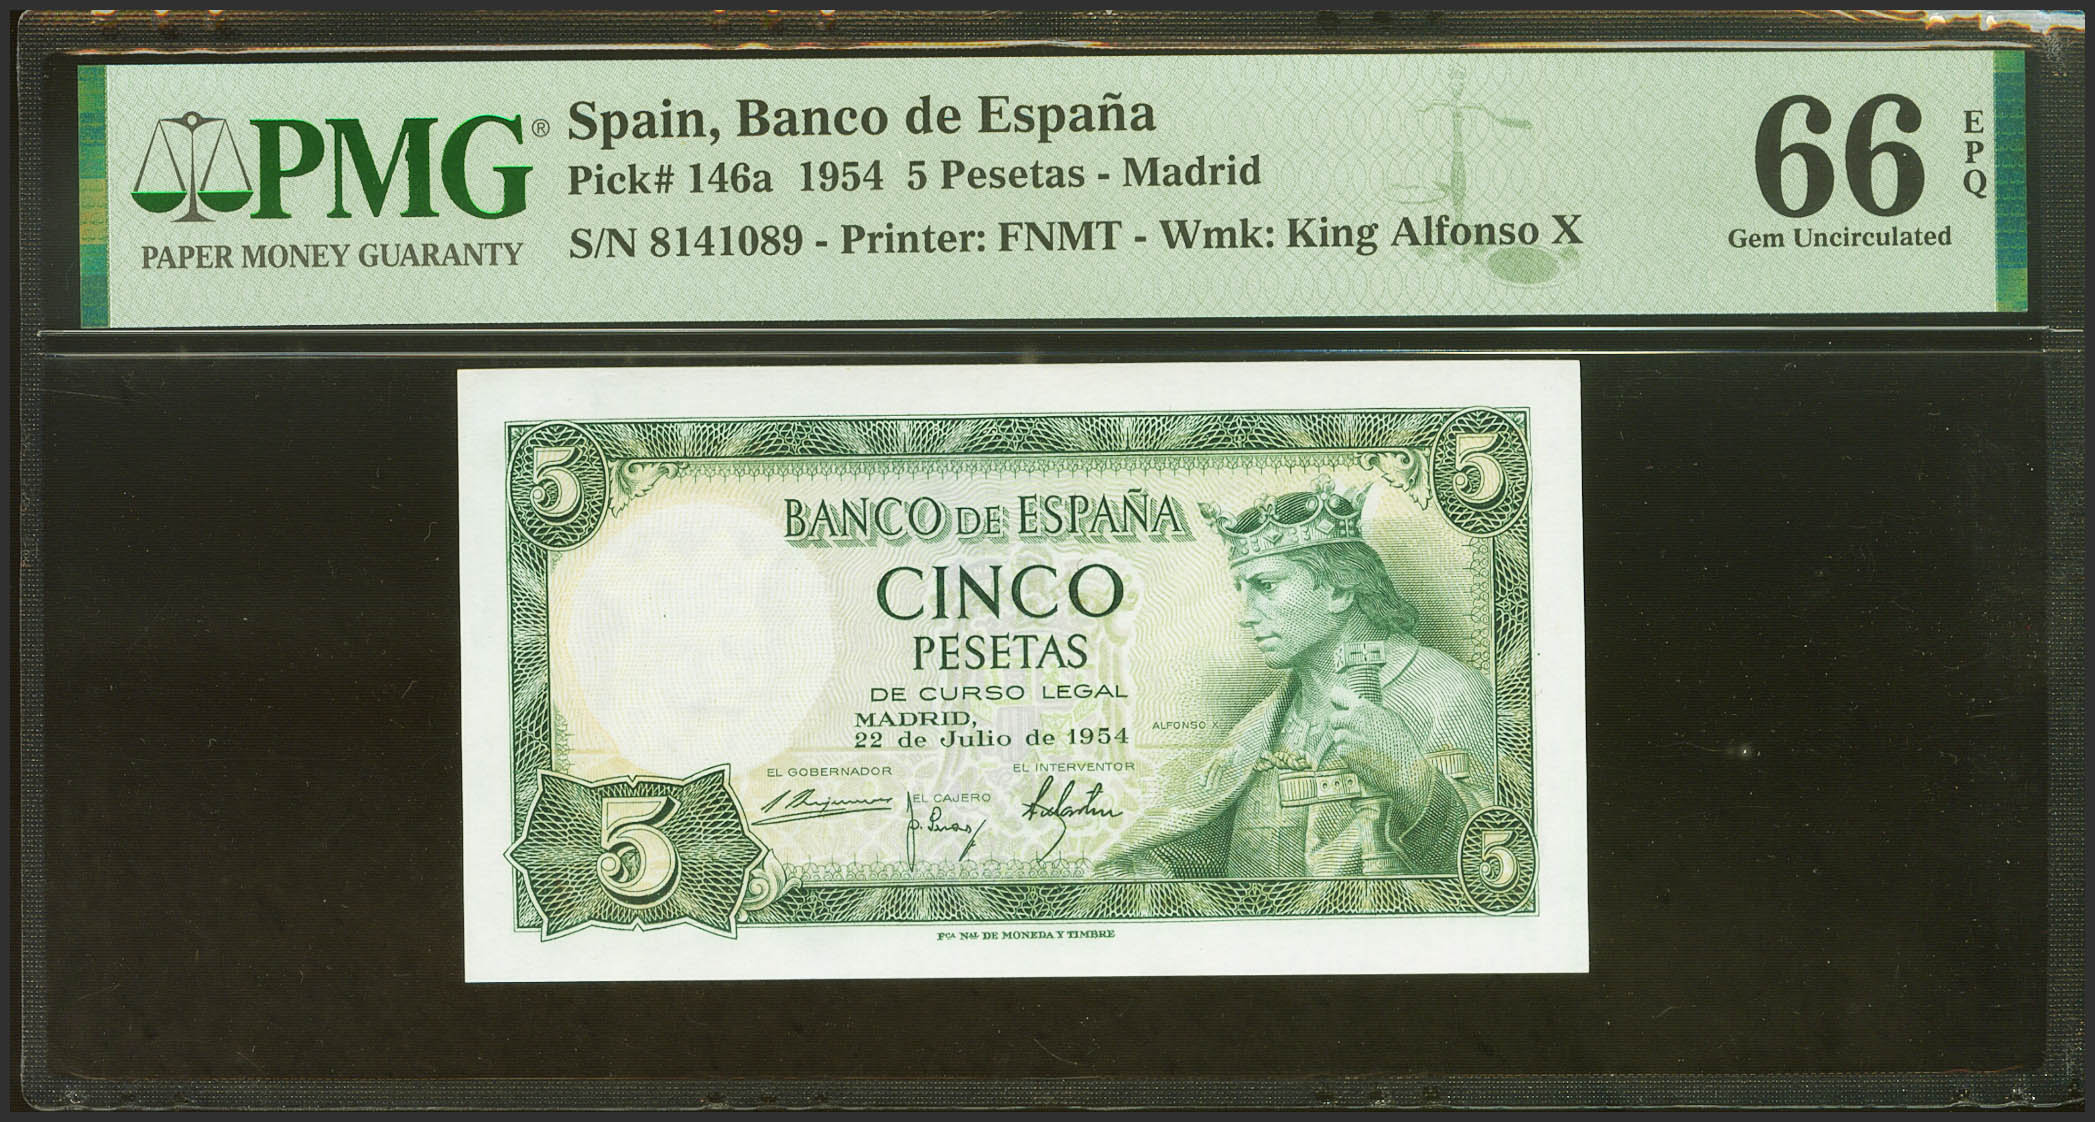 PMG®
PAPER MONEY GUARANTY
Spain, Banco de España
Pick# 146a 1954 5 Pesetas - Madrid
S/N 8141089 - Printer: FNMT - Wmk: King Alfonso X
66
EPQ
Gem Uncirculated
5
5
BANCO DE ESPAÑA
CINCO
PESETAS
DE CURSO LEGAL
MADRID,
22 de Julio de 1954
ALFONSO X
EL GOBERNADOR
EL INTERVENTOR
EL CAJERO
5
5
Fca Nal DE MONEDA Y TIMBRE